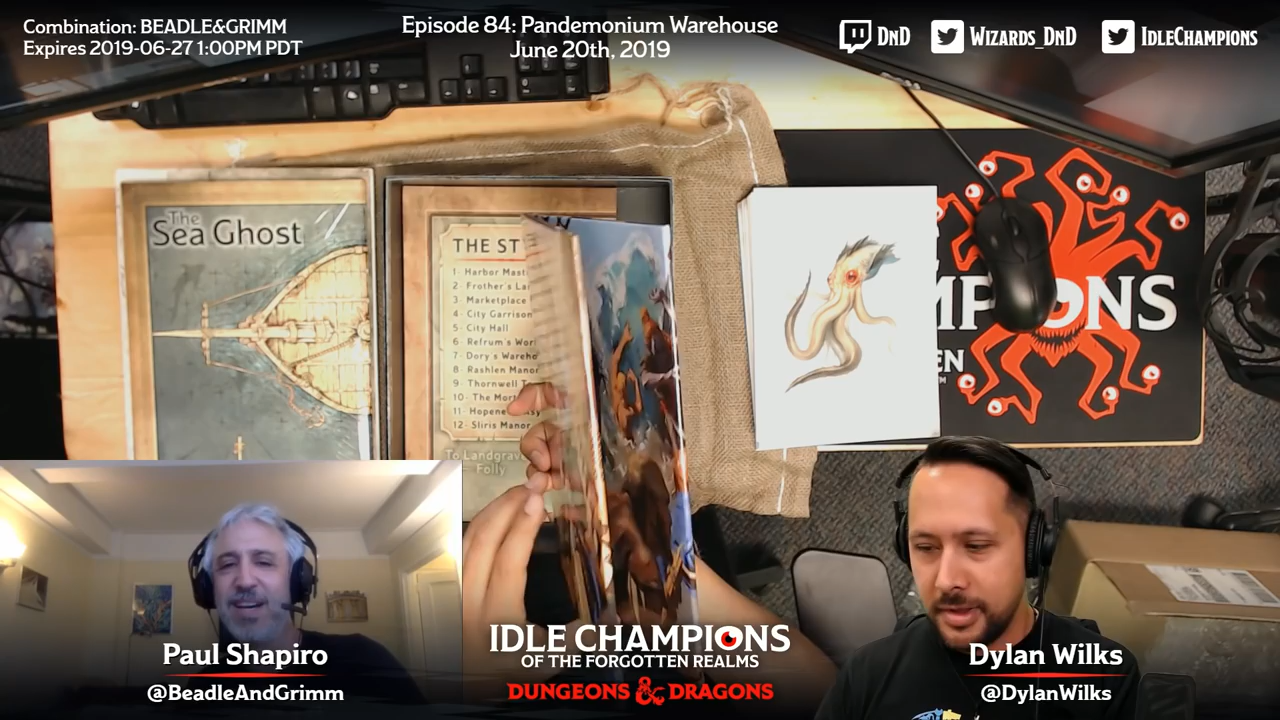 Combination: BEADLE&GRIMM
Expires 2019-06-27 1:00PM PDT
Episode 84: Pandemonium Warehouse
June 20th, 2019
DnD
Wizards_DnD
IdleChampions
The
Sea Ghost
THE ST
1- Harbor Mast
2- Frother's La
3- Marketplace
4- City Garrison
5- City Hall
6- Refrum's Wor
7- Dory's Wareho
8- Rashlen Manor
9- Thornwell T
10- The Mort
11- Hopene
12- Sliris Manor
To Landgrave
Folly
MPIONS
EN
Paul Shapiro
@BeadleAndGrimm
IDLE CHAMPIONS
OF THE FORGOTTEN REALMS
DUNGEONS & DRAGONS
Dylan Wilks
@DylanWilks